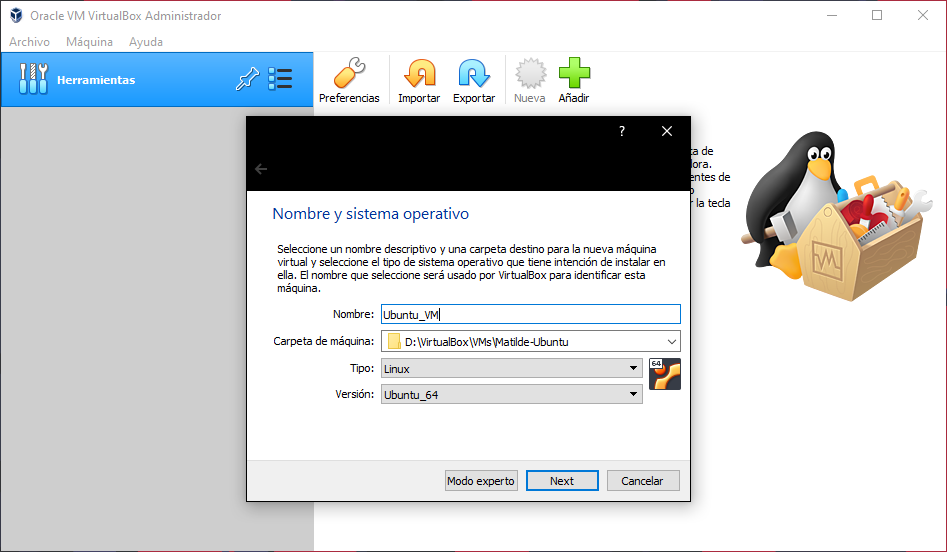 Oracle VM VirtualBox Administrador
Archivo Máquina Ayuda
Herramientas
Preferencias Importar Exportar Nueva Añadir
?
de
lora.
entes de
r la tecla
Nombre y sistema operativo
Seleccione un nombre descriptivo y una carpeta destino para la nueva máquina
virtual y seleccione el tipo de sistema operativo que tiene intención de instalar en
ella. El nombre que seleccione será usado por VirtualBox para identificar esta
máquina.
Nombre: Ubuntu_VM
Carpeta de máquina: D:\VirtualBox\VMs\Matilde-Ubuntu
Tipo: Linux
64
Versión: Ubuntu_64
Modo experto Next Cancelar